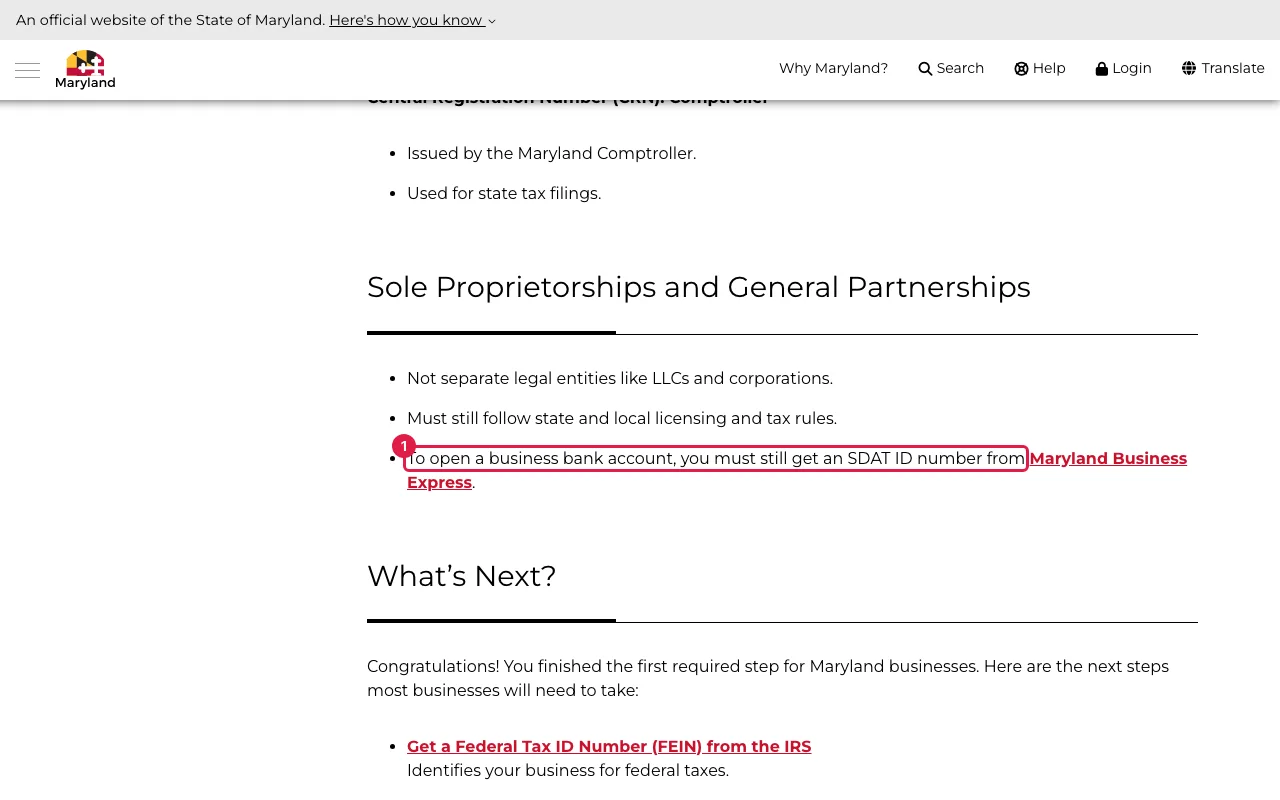 An official website of the State of Maryland. Here's how you know
Maryland
Why Maryland?
Search
Help
Login
Translate
Central Registration Number (CRN): Comptroller
Issued by the Maryland Comptroller.
Used for state tax filings.
Sole Proprietorships and General Partnerships
Not separate legal entities like LLCs and corporations.
Must still follow state and local licensing and tax rules.
1
To open a business bank account, you must still get an SDAT ID number from Maryland Business
Express.
What's Next?
Congratulations! You finished the first required step for Maryland businesses. Here are the next steps
most businesses will need to take:
Get a Federal Tax ID Number (FEIN) from the IRS
Identifies your business for federal taxes.